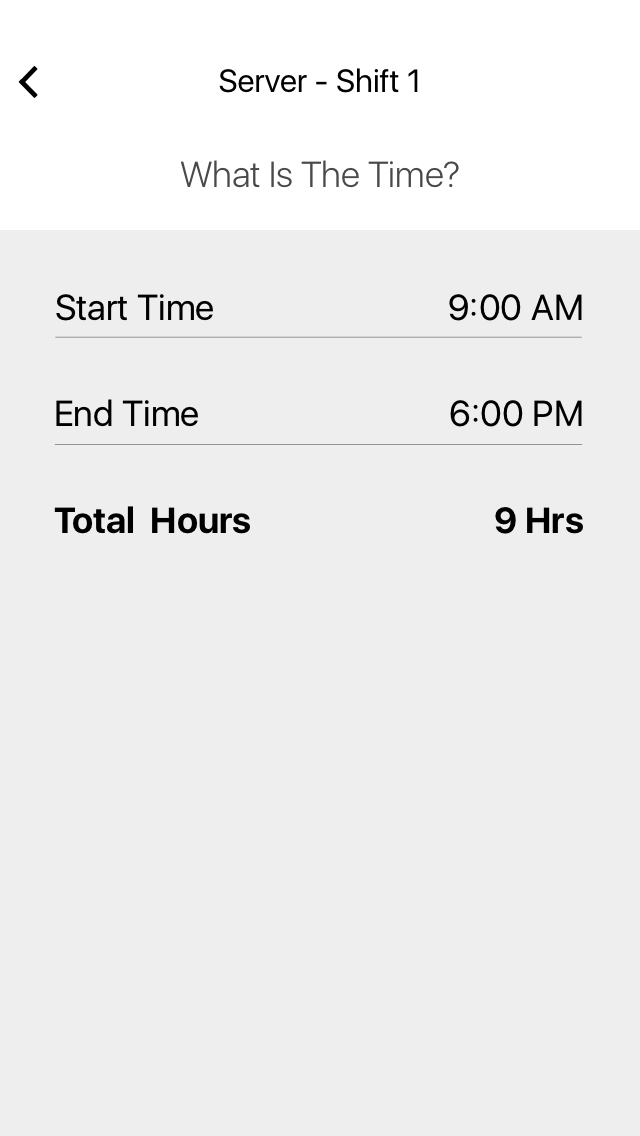 Server - Shift 1
What Is The Time?
Start Time 9:00 AM
End Time 6:00 PM
Total Hours 9 Hrs